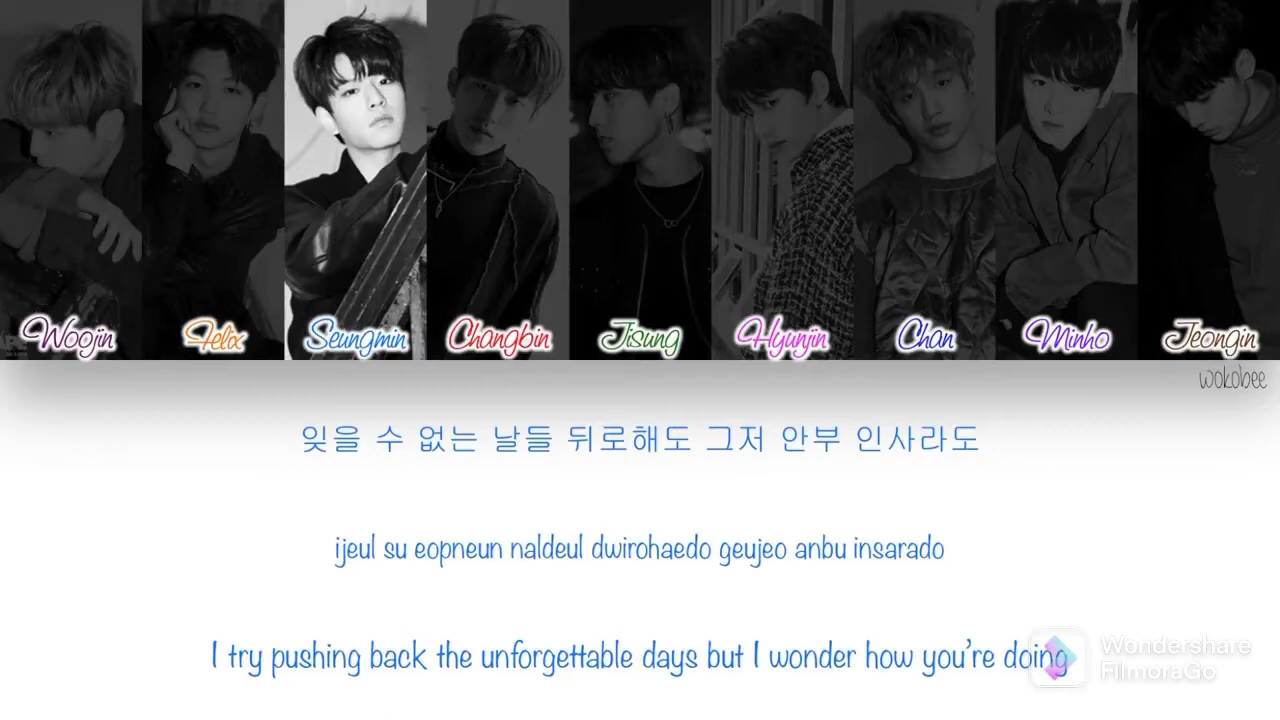 Woojin
Felix
Seungmin
Changbin
Jisung
Hyunjin
Chan
Minho
Jeongin
wokobee
잊을 수 없는 날들 뒤로해도 그저 안부 인사라도
ijeul su eopneun naldeul dwirohaedo geujeo anbu insarado
I try pushing back the unforgettable days but I wonder how you're doing
Wondershare
FilmoraGo